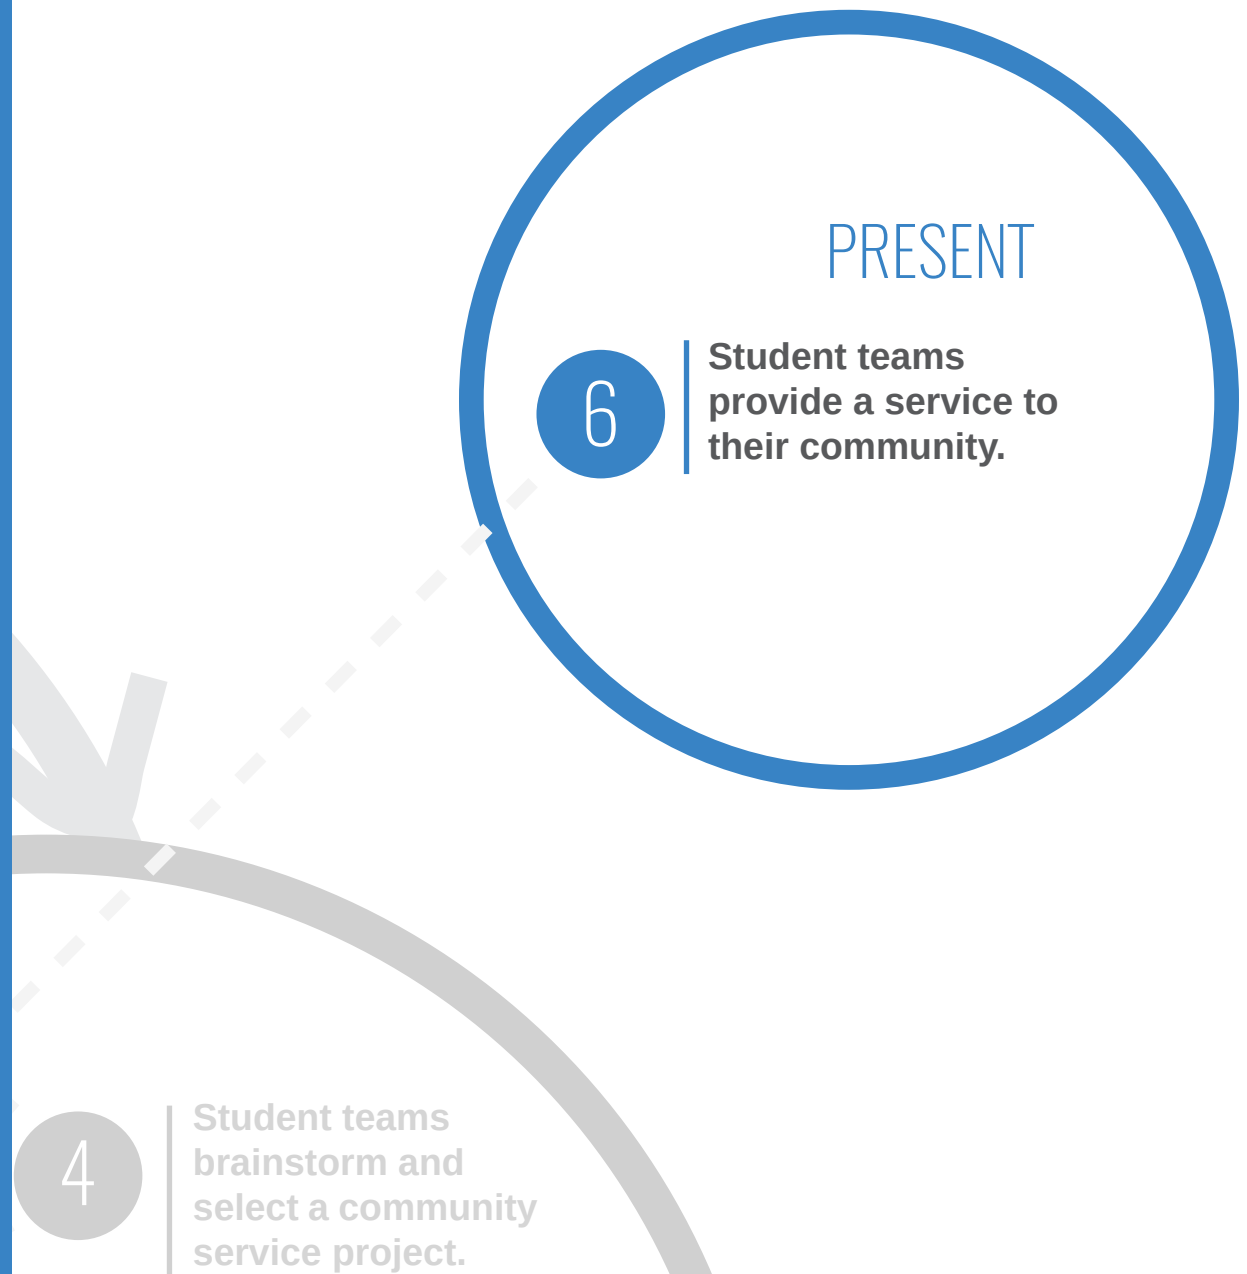 PRESENT
6
Student teams
provide a service to
their community.
4
Student teams
brainstorm and
select a community
service project.